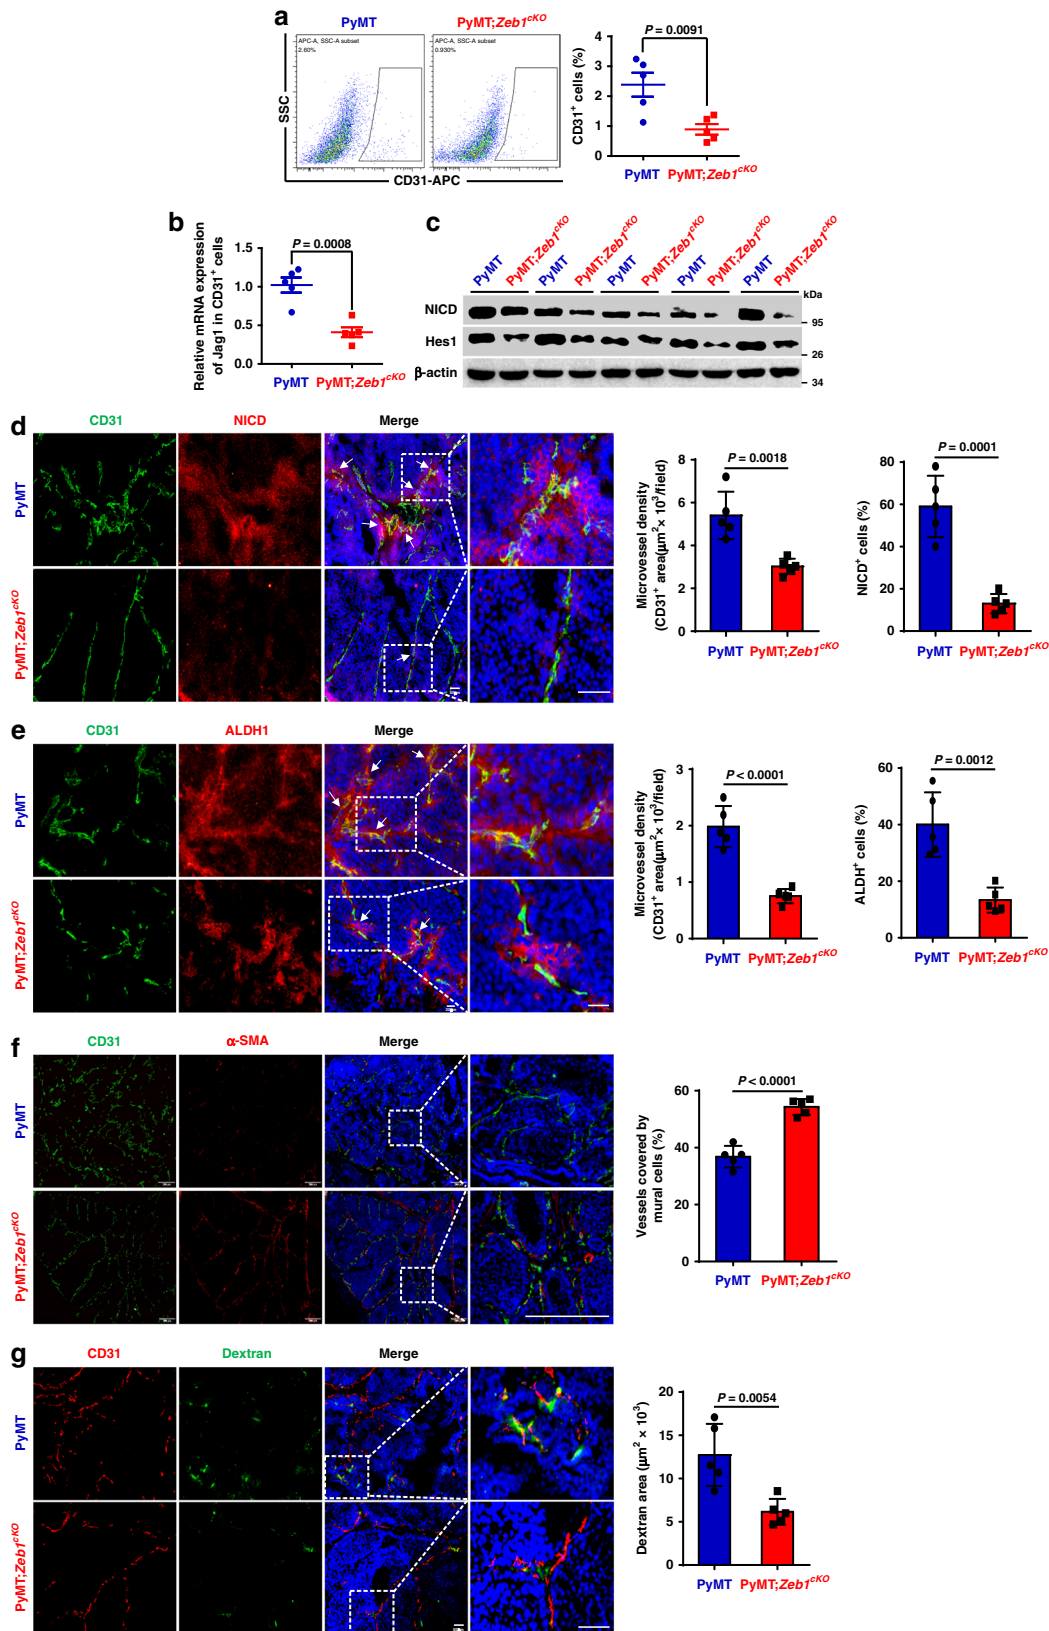 a
PyMT
PyMT;Zeb1cKO
APC-A, SSC-A subset
2.60%
APC-A, SSC-A subset
0.930%
SSC
CD31-APC
P = 0.0091
CD31+ cells (%)
4
3
2
1
0
PyMT PyMT;Zeb1cKO
b
P = 0.0008
Relative mRNA expression
of Jag1 in CD31+ cells
1.5
1.0
0.5
0.0
PyMT PyMT;Zeb1cKO
c
PyMT PyMT;Zeb1cKO PyMT PyMT;Zeb1cKO PyMT PyMT;Zeb1cKO PyMT PyMT;Zeb1cKO PyMT PyMT;Zeb1cKO
kDa
NICD
95
Hes1
26
β-actin
34
d
CD31 NICD Merge
PyMT
PyMT;Zeb1cKO
P = 0.0018
Microvessel density
(CD31+ area(μm2× 103/field)
8
6
4
2
0
PyMT PyMT;Zeb1cKO
P = 0.0001
NICD+ cells (%)
80
60
40
20
0
PyMT PyMT;Zeb1cKO
e
CD31 ALDH1 Merge
PyMT
PyMT;Zeb1cKO
P < 0.0001
Microvessel density
(CD31+ area(μm2× 103/field)
3
2
1
0
PyMT PyMT;Zeb1cKO
P = 0.0012
ALDH+ cells (%)
60
40
20
0
PyMT PyMT;Zeb1cKO
f
CD31 α-SMA Merge
PyMT
PyMT;Zeb1cKO
P < 0.0001
Vessels covered by
mural cells (%)
60
40
20
0
PyMT PyMT;Zeb1cKO
g
CD31 Dextran Merge
PyMT
PyMT;Zeb1cKO
P = 0.0054
Dextran area (μm2 × 103)
20
15
10
5
0
PyMT PyMT;Zeb1cKO